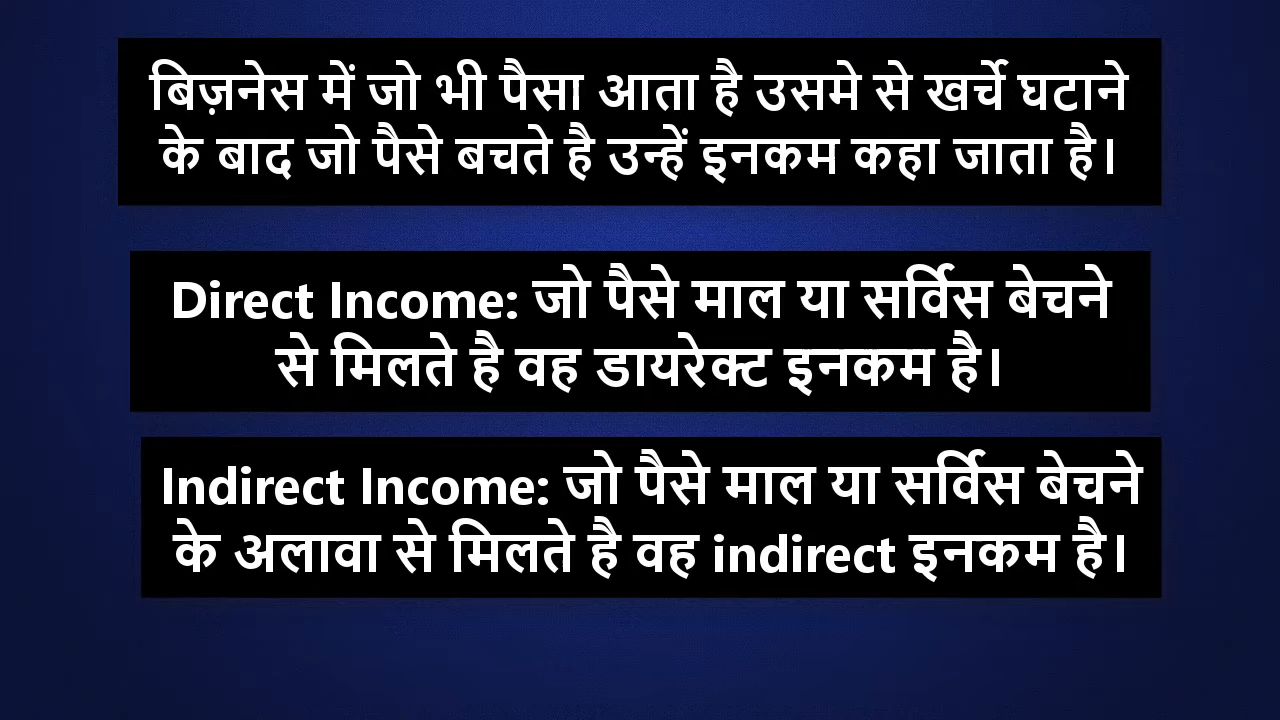 बिज़नेस में जो भी पैसा आता है उसमे से खर्चे घटाने
के बाद जो पैसे बचते है उन्हें इनकम कहा जाता है।
Direct Income: जो पैसे माल या सर्विस बेचने
से मिलते है वह डायरेक्ट इनकम है।
Indirect Income: जो पैसे माल या सर्विस बेचने
के अलावा से मिलते है वह indirect इनकम है।